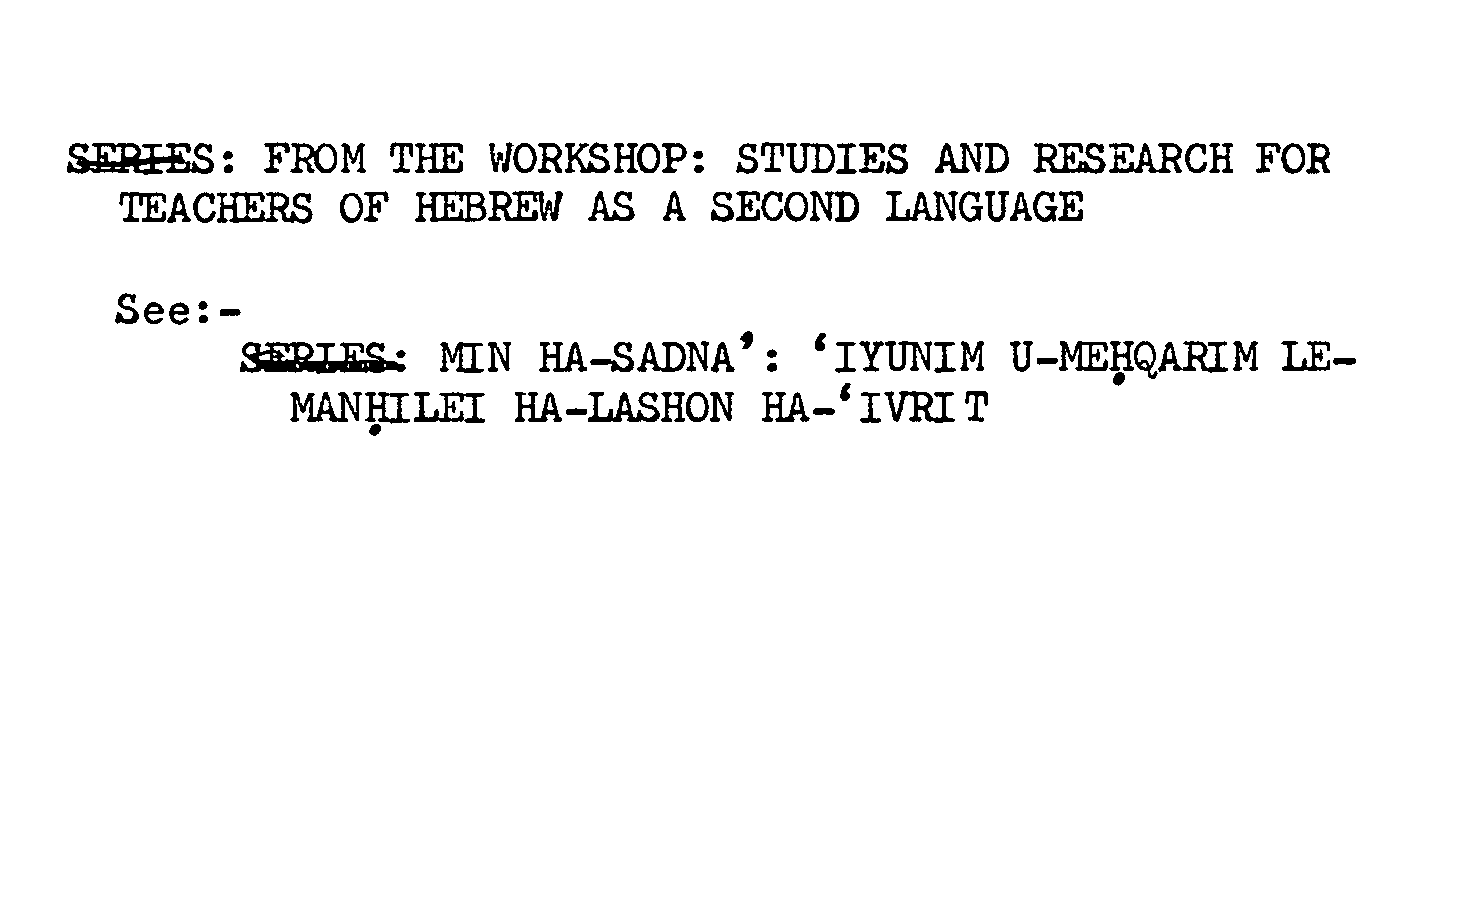 SERIES: FROM THE WORKSHOP: STUDIES AND RESEARCH FOR
TEACHERS OF HEBREW AS A SECOND LANGUAGE
See:-
SERIES: MIN HA-SADNA’: ‘IYUNIM U-MEḤQARIM LE-
MANḤILEI HA-LASHON HA-‘IVRIT